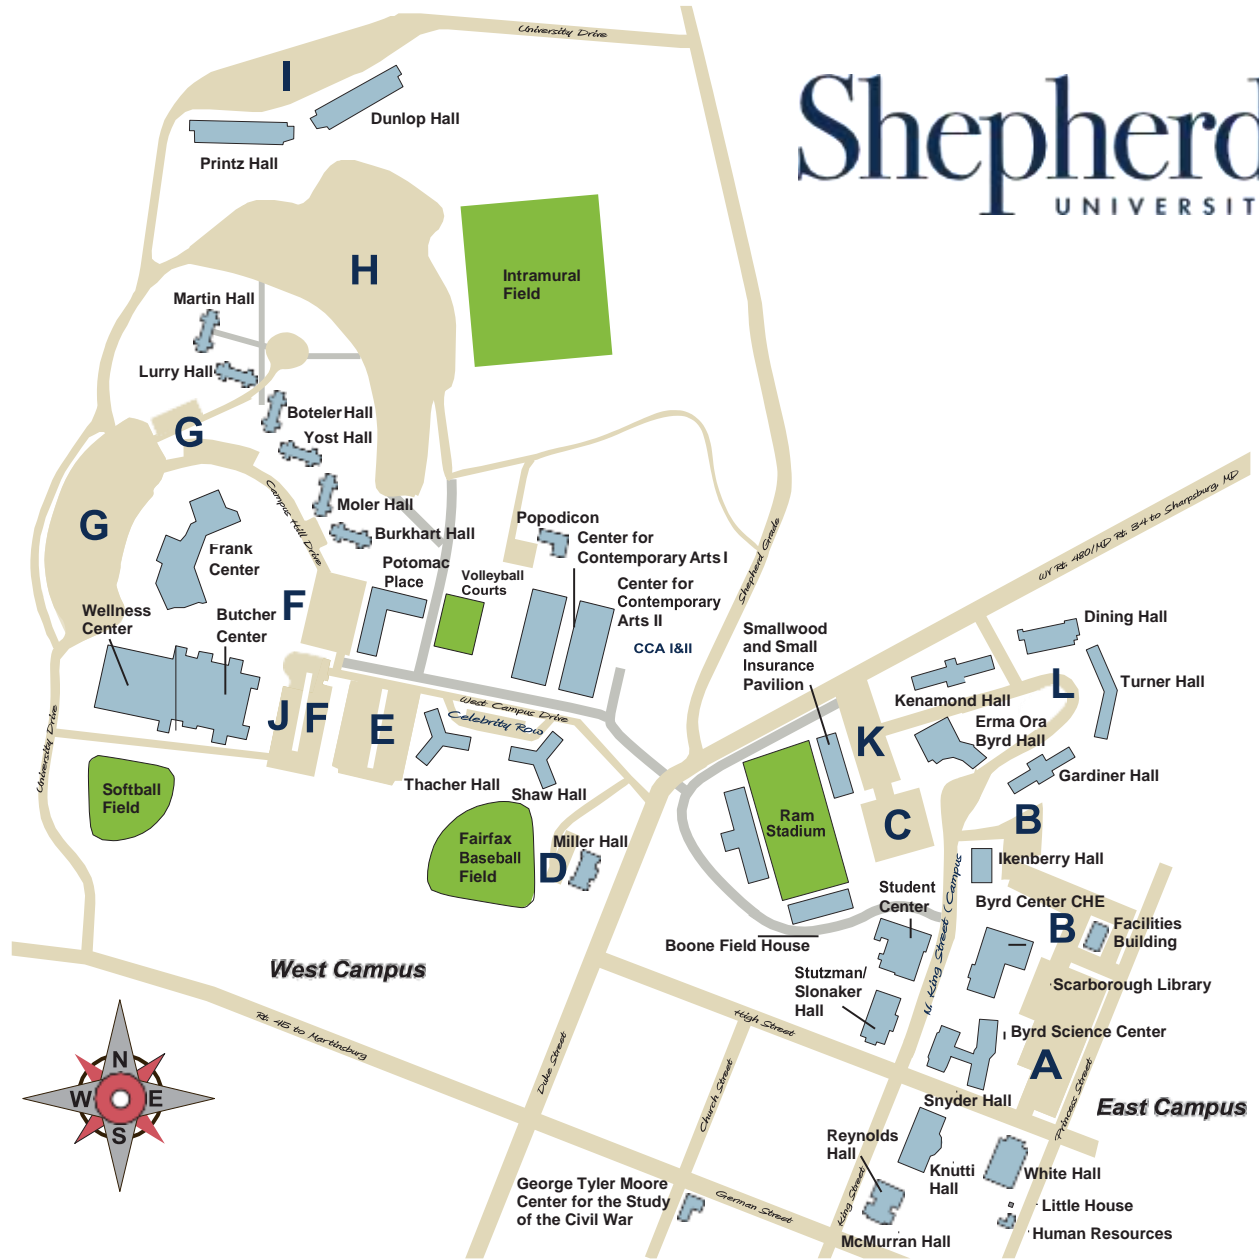 University Drive
I
Dunlop Hall
Printz Hall
Shepherd
UNIVERSIT
H
Intramural
Field
Martin Hall
Lurry Hall
Boteler Hall
G
Yost Hall
Campus Hill Drive
Moler Hall
G
Burkhart Hall
Frank
Center
Potomac
Place
Popodicon
Center for
Contemporary Arts I
Volleyball
Courts
Center for
Contemporary
Arts II
CCA I&II
Shepherd Grade
WV Rt. 480/MD Rt. 34 to Sharpsburg, MD
Wellness
Center
Butcher
Center
F
Smallwood
and Small
Insurance
Pavilion
Dining Hall
Kenamond Hall
L
Turner Hall
Erma Ora
Byrd Hall
J
F
E
West Campus Drive
Celebrity Row
K
Gardiner Hall
University Drive
Thacher Hall
Shaw Hall
Softball
Field
Ram
Stadium
C
B
Fairfax
Baseball
Field
D
Miller Hall
Ikenberry Hall
N. King Street (Campus
Student
Center
Byrd Center CHE
B
Facilities
Building
Boone Field House
West Campus
Stutzman/
Slonaker
Hall
Scarborough Library
High Street
Rt. 45 to Martinsburg
Duke Street
Byrd Science Center
A
Church Street
Princess Street
N
W
E
S
Snyder Hall
East Campus
Reynolds
Hall
Knutti
Hall
White Hall
George Tyler Moore
Center for the Study
of the Civil War
German Street
King Street
Little House
Human Resources
McMurran Hall